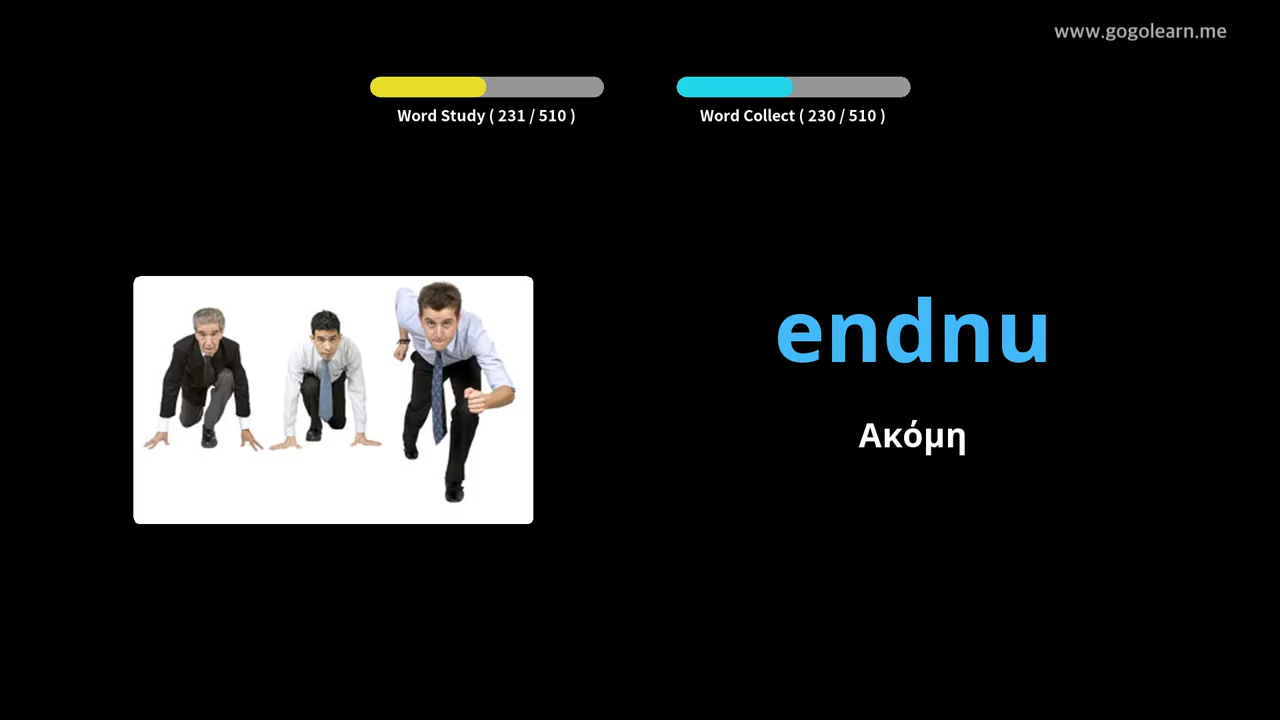 www.gogolearn.me
Word Study ( 231 / 510 )
Word Collect ( 230 / 510 )
endnu
Ακόμη